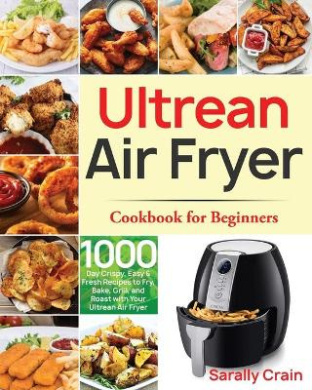 Ultrean
Air Fryer
Cookbook for Beginners
1000
Day Crispy, Easy &
Fresh Recipes to Fry,
Bake, Grill, and
Roast with Your
Ultrean Air Fryer
Sarally Crain